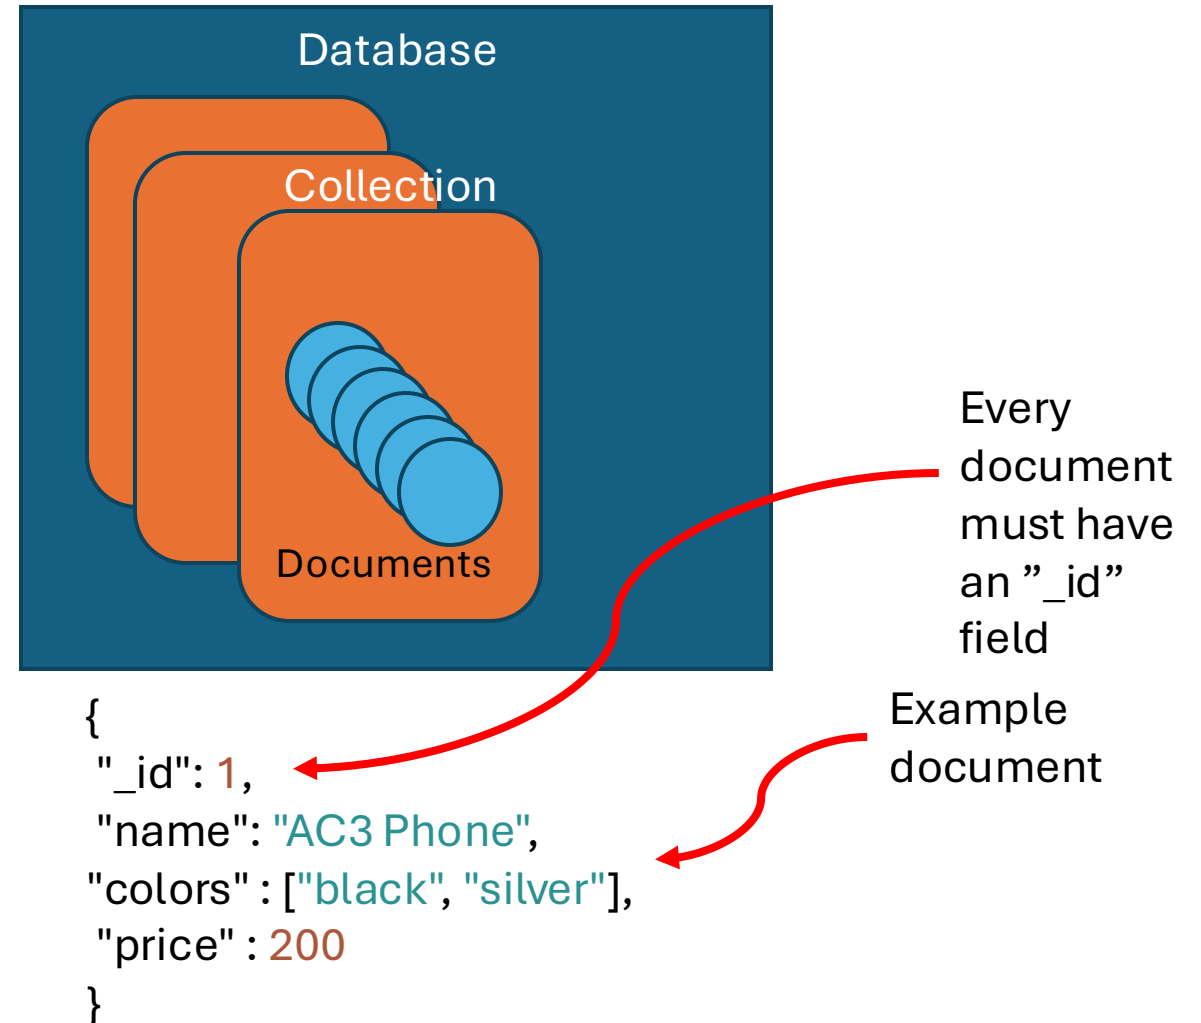 Database
Collection
Documents
Every
document
must have
an ”_id”
field
Example
document
{
"_id": 1,
"name": "AC3 Phone",
"colors" : ["black", "silver"],
"price" : 200
}